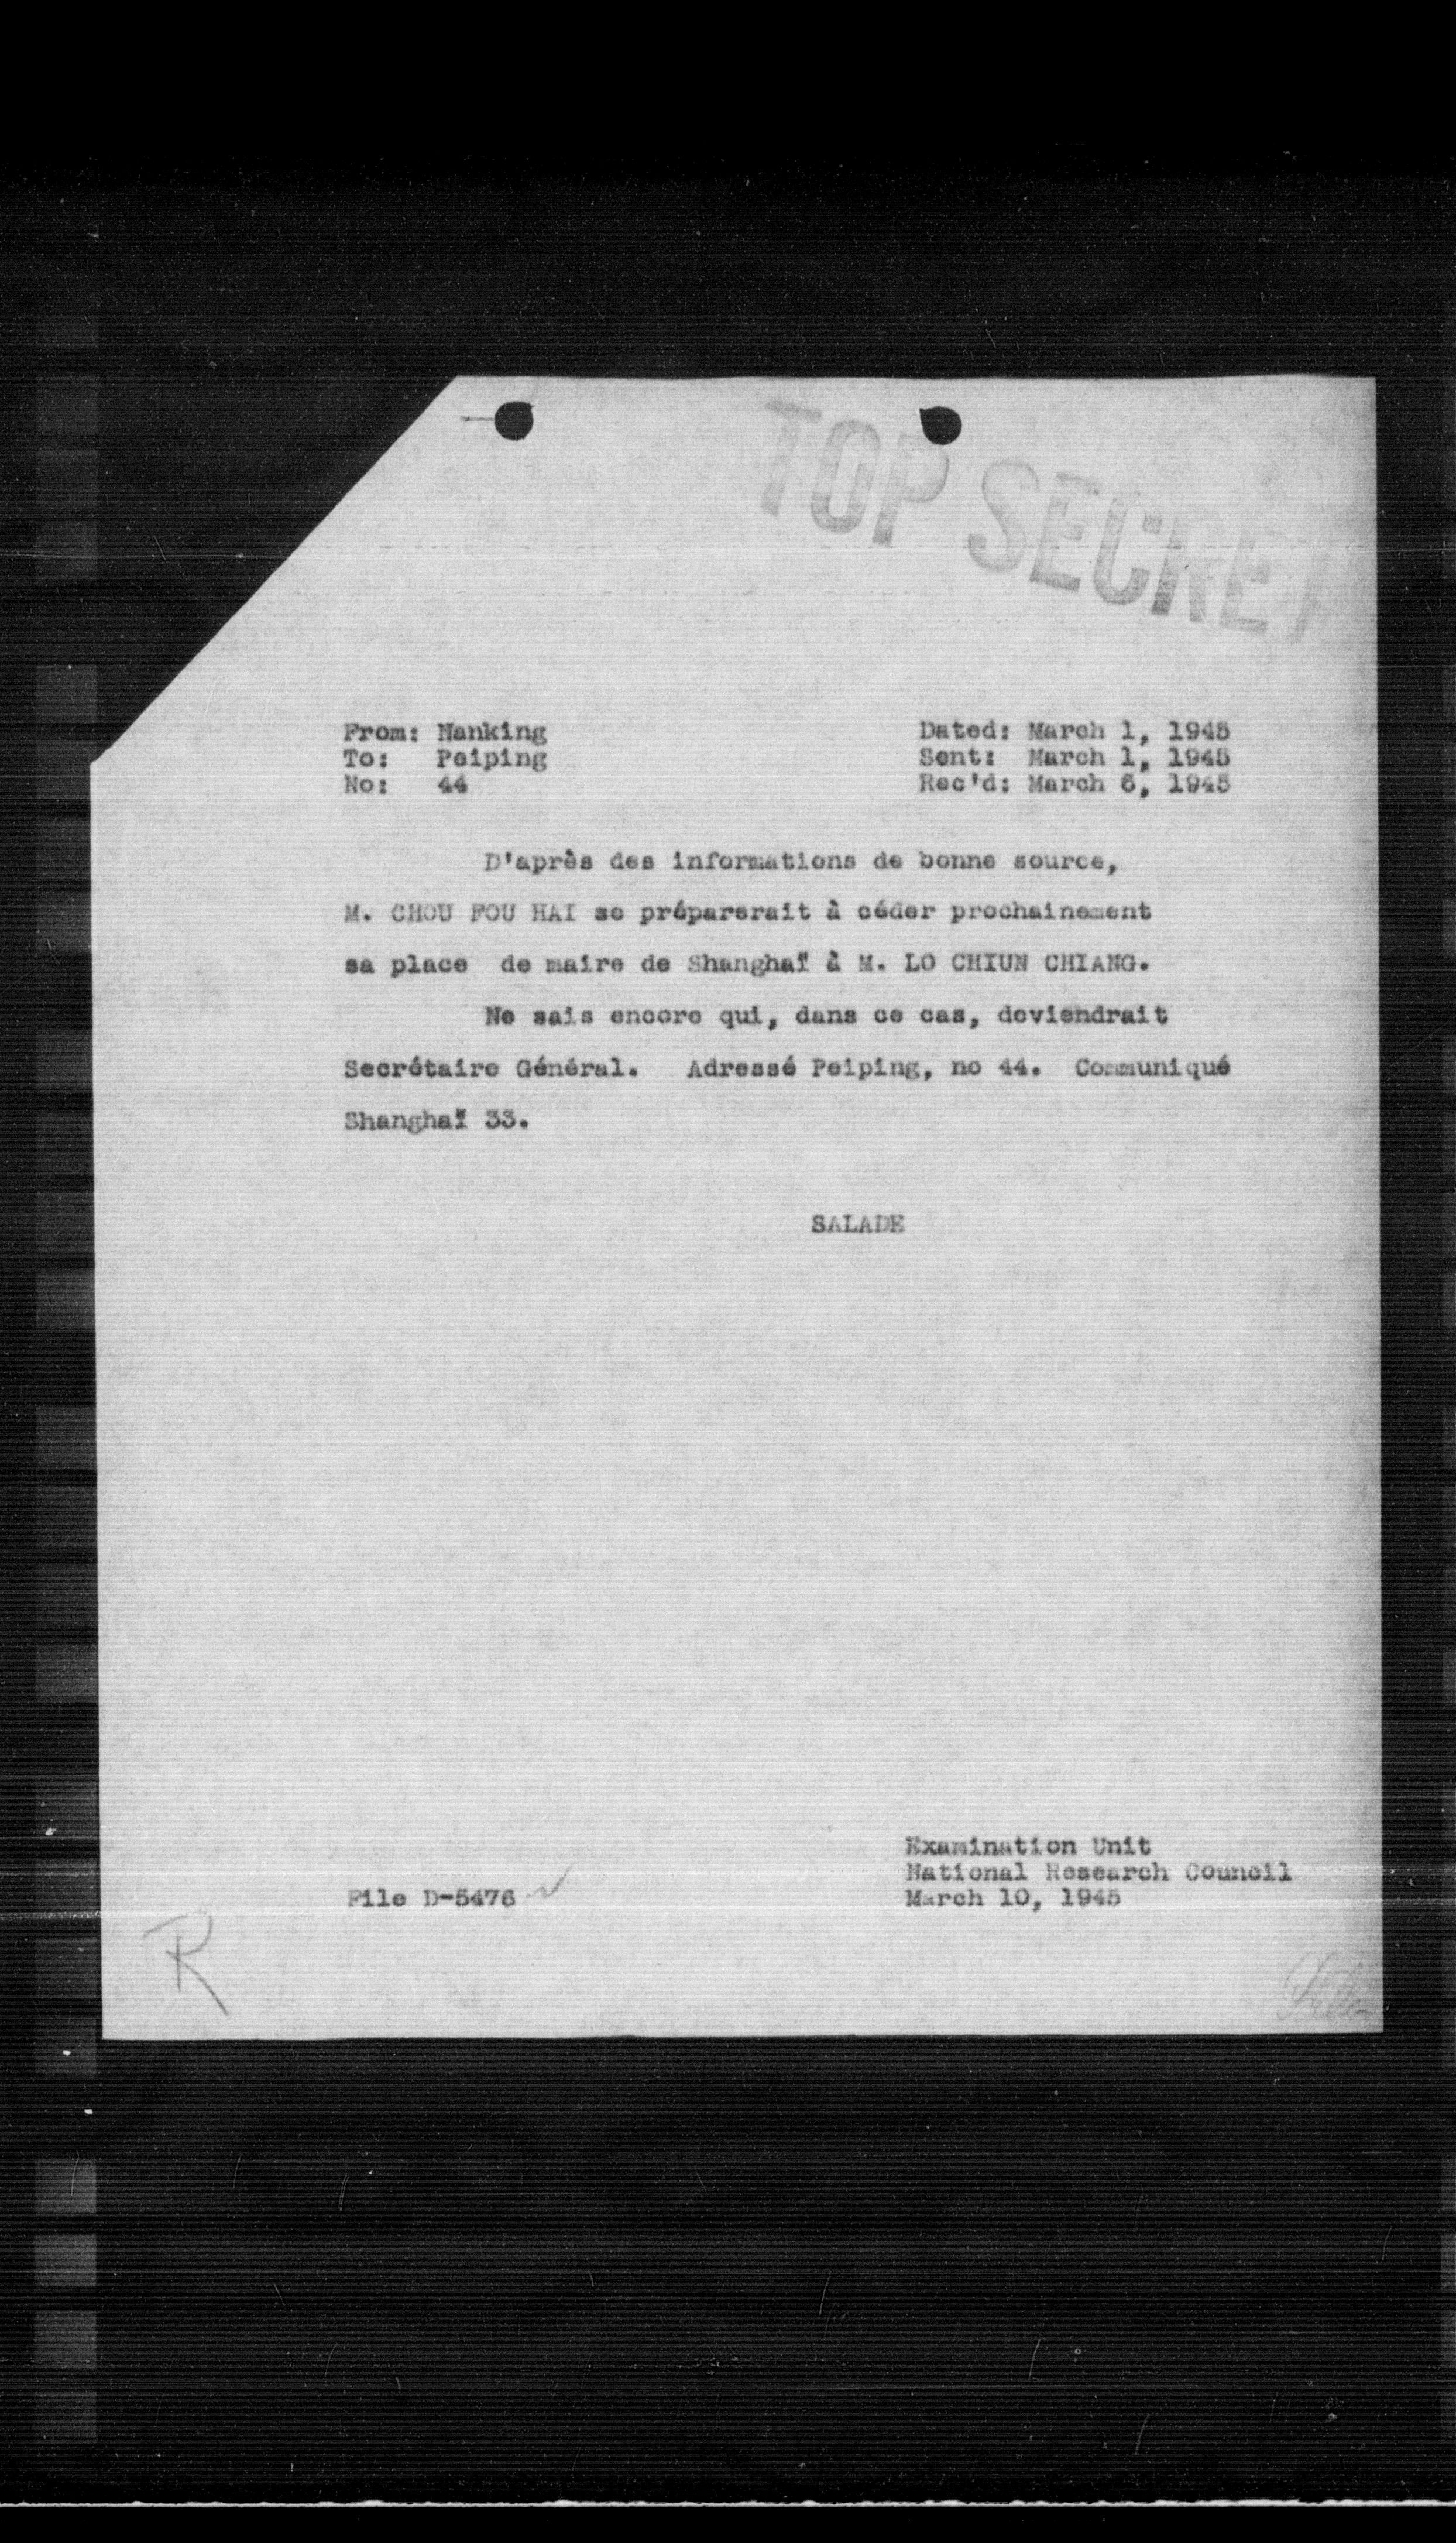 TOP SECRET
From: Nanking
To: Peiping
No: 44
Dated: March 1, 1945
Sent: March 1, 1945
Rec'd: March 6, 1945
D'après des informations de bonne source,
M. CHOU FOU HAI se préparerait à céder prochainement
sa place de maire de Shanghaï à M. LO CHIUN CHIANG.
Ne sais encore qui, dans ce cas, deviendrait
Secrétaire Général. Adressé Peiping, no 44. Communiqué
Shanghaï 33.
SALADE
Examination Unit
National Research Council
March 10, 1945
File D-5476
R